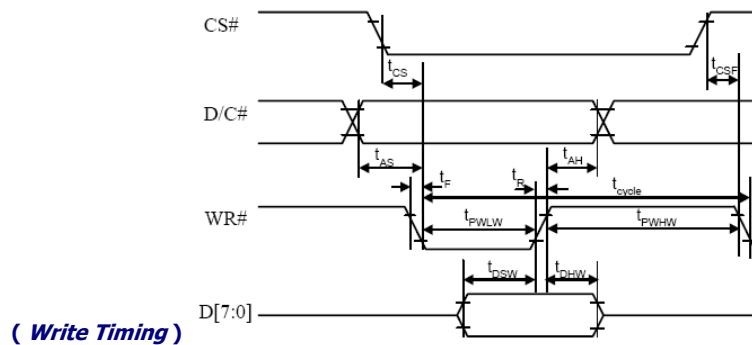 CS#
tCS
tCSF
D/C#
tAS
tAH
tF
tR
tcycle
WR#
tPWLW
tPWHW
tDSW
tDHW
( Write Timing ) D[7:0]